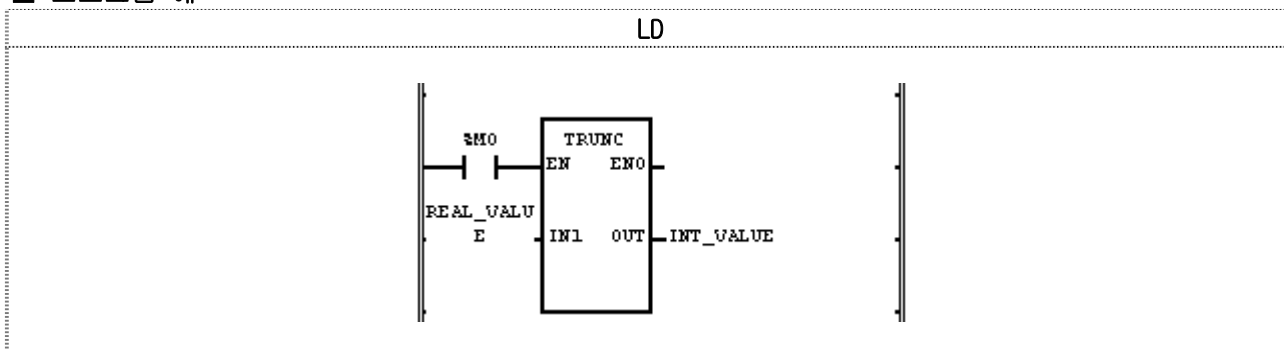 LD
%M0
TRUNC
EN ENO
REAL_VALU
E
IN1 OUT
INT_VALUE